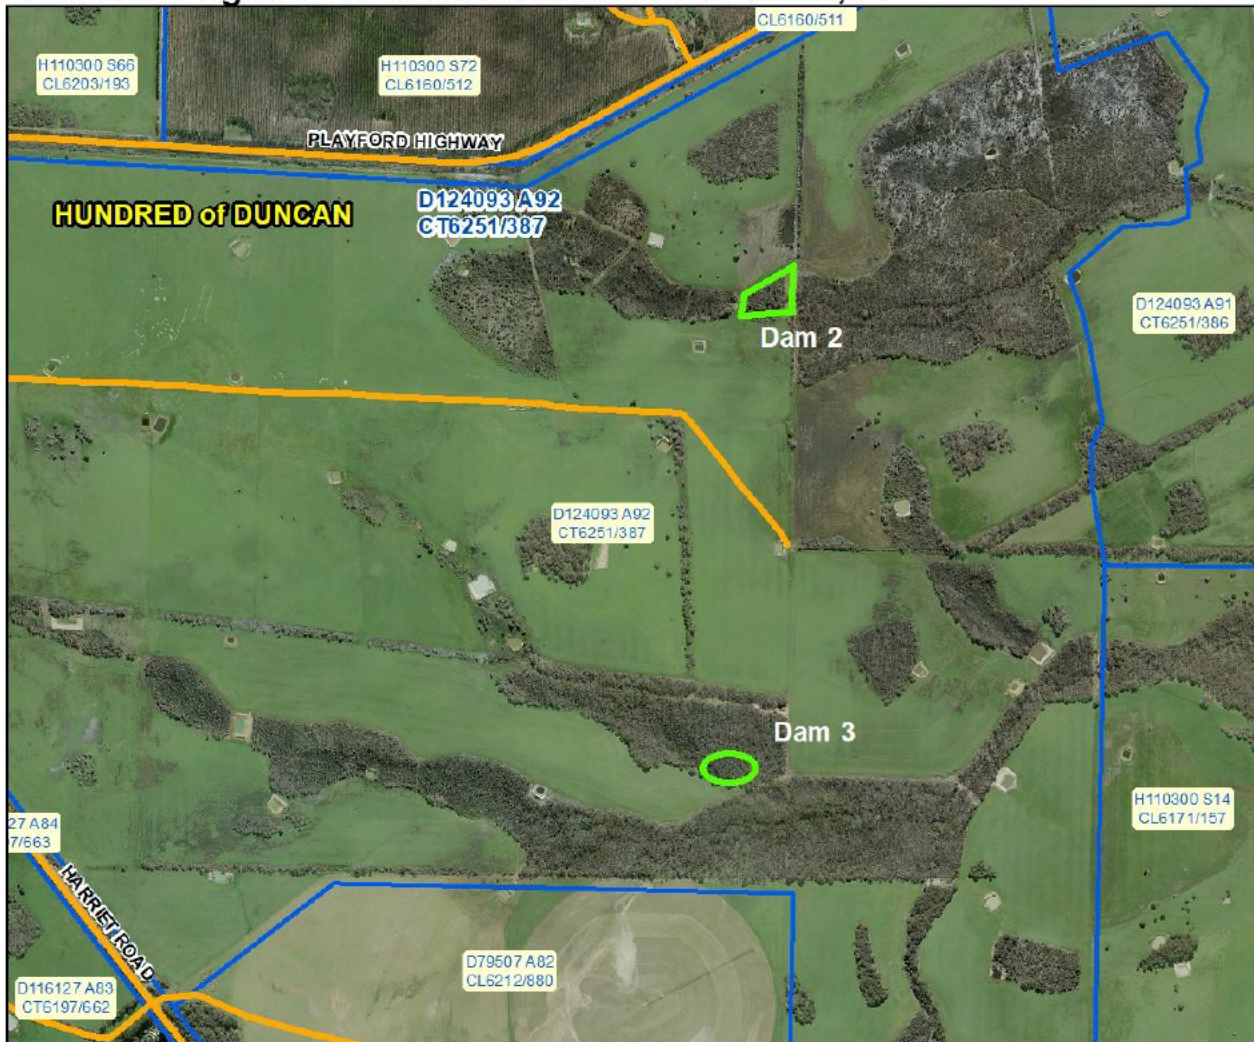 CL6160/511
H110300 S66
CL6203/193
H110300 S72
CL6160/512
PLAYFORD HIGHWAY
HUNDRED of DUNCAN
D124093 A92
CT6251/387
D124093 A91
CT6251/386
Dam 2
D124093 A92
CT6251/387
Dam 3
H110300 S14
CL6171/157
27 A84
7/663
HARRIET ROAD
D79507 A82
CL6212/880
D116127 A83
CT6197/662